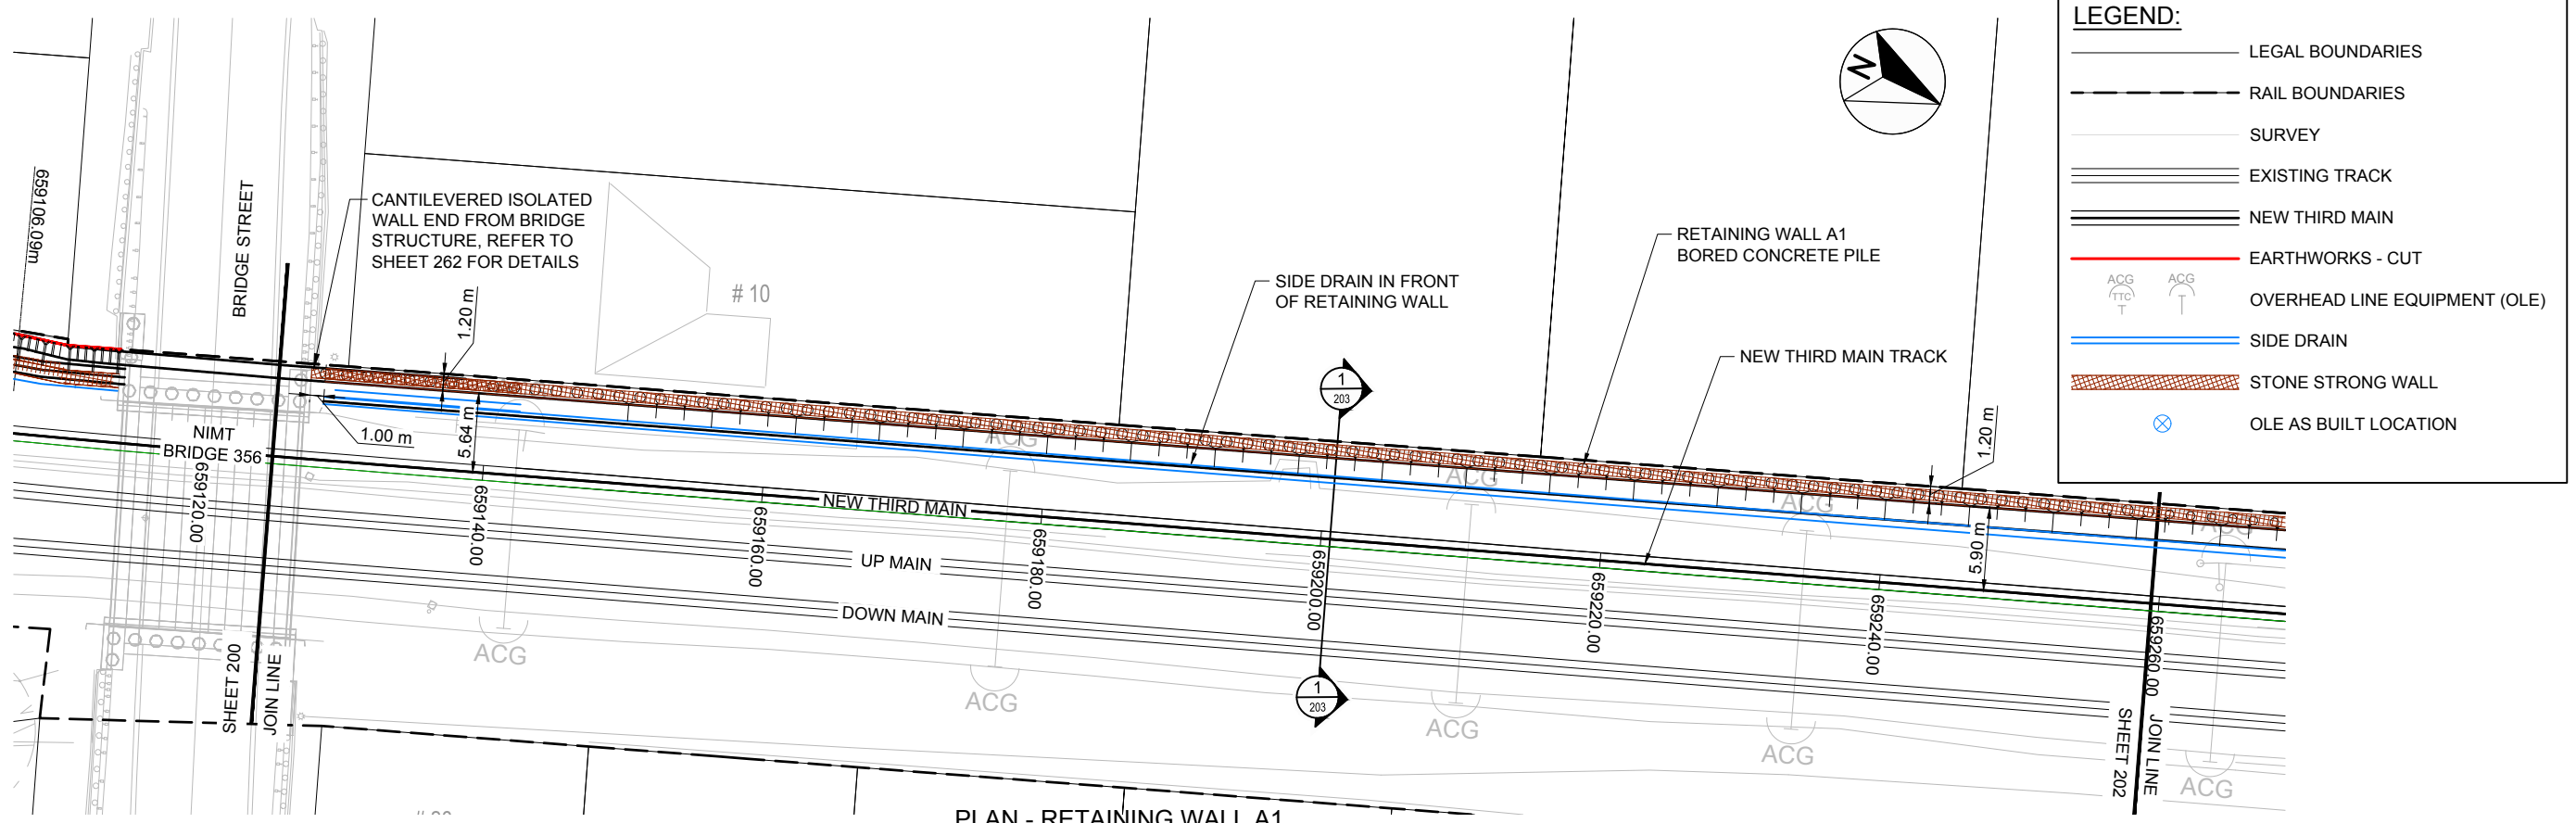 LEGEND:
LEGAL BOUNDARIES
RAIL BOUNDARIES
SURVEY
EXISTING TRACK
NEW THIRD MAIN
EARTHWORKS - CUT
ACG
TTC
ACG
OVERHEAD LINE EQUIPMENT (OLE)
SIDE DRAIN
STONE STRONG WALL
OLE AS BUILT LOCATION
N
659106.09m
BRIDGE STREET
CANTILEVERED ISOLATED
WALL END FROM BRIDGE
STRUCTURE, REFER TO
SHEET 262 FOR DETAILS
# 10
1.20 m
SIDE DRAIN IN FRONT
OF RETAINING WALL
RETAINING WALL A1
BORED CONCRETE PILE
NEW THIRD MAIN TRACK
1
203
1.20 m
1.00 m
5.64 m
5.90 m
NIMT
BRIDGE 356
NEW THIRD MAIN
UP MAIN
DOWN MAIN
659120.00
659140.00
659160.00
659180.00
659200.00
659220.00
659240.00
659260.00
ACG
ACG
ACG
ACG
ACG
ACG
ACG
ACG
ACG
1
203
SHEET 200
JOIN LINE
SHEET 202
JOIN LINE
PLAN - RETAINING WALL A1